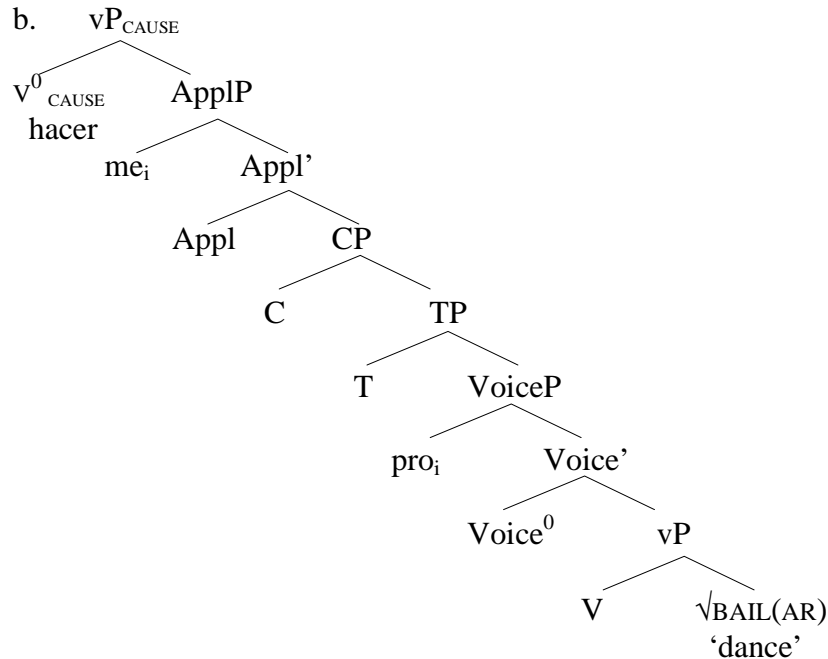 b. vP_CAUSE
V⁰_CAUSE ApplP
hacer
me_i Appl’
Appl CP
C TP
T VoiceP
pro_i Voice’
Voice⁰ vP
V √BAIL(AR)
‘dance’